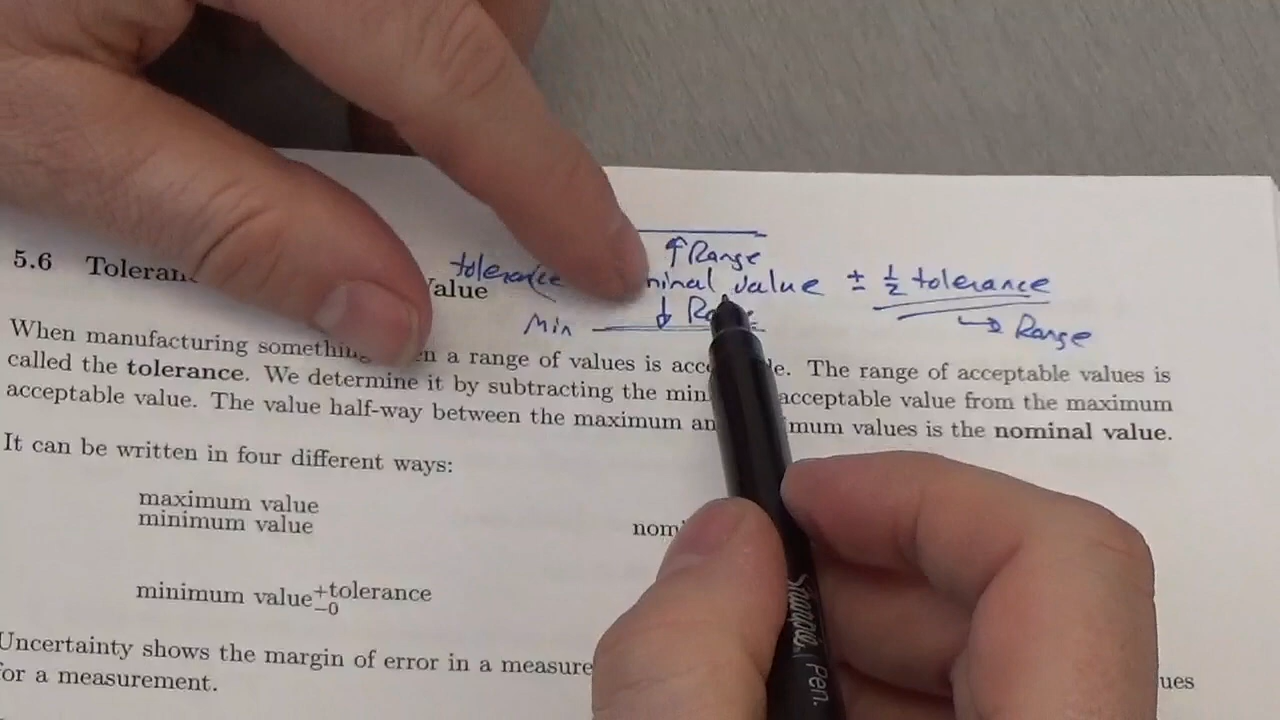 ↑ Range
tolerance minal value ± ½ tolerance
Min ↓ → Range
5.6 Toleran Value
When manufacturing somethin en a range of values is acc le. The range of acceptable values is
called the tolerance. We determine it by subtracting the min acceptable value from the maximum
acceptable value. The value half-way between the maximum an imum values is the nominal value.
It can be written in four different ways:
maximum value
minimum value
nomi
minimum value +tolerance
−0
Uncertainty shows the margin of error in a measure ues
for a measurement.
Sharpie. Pen.